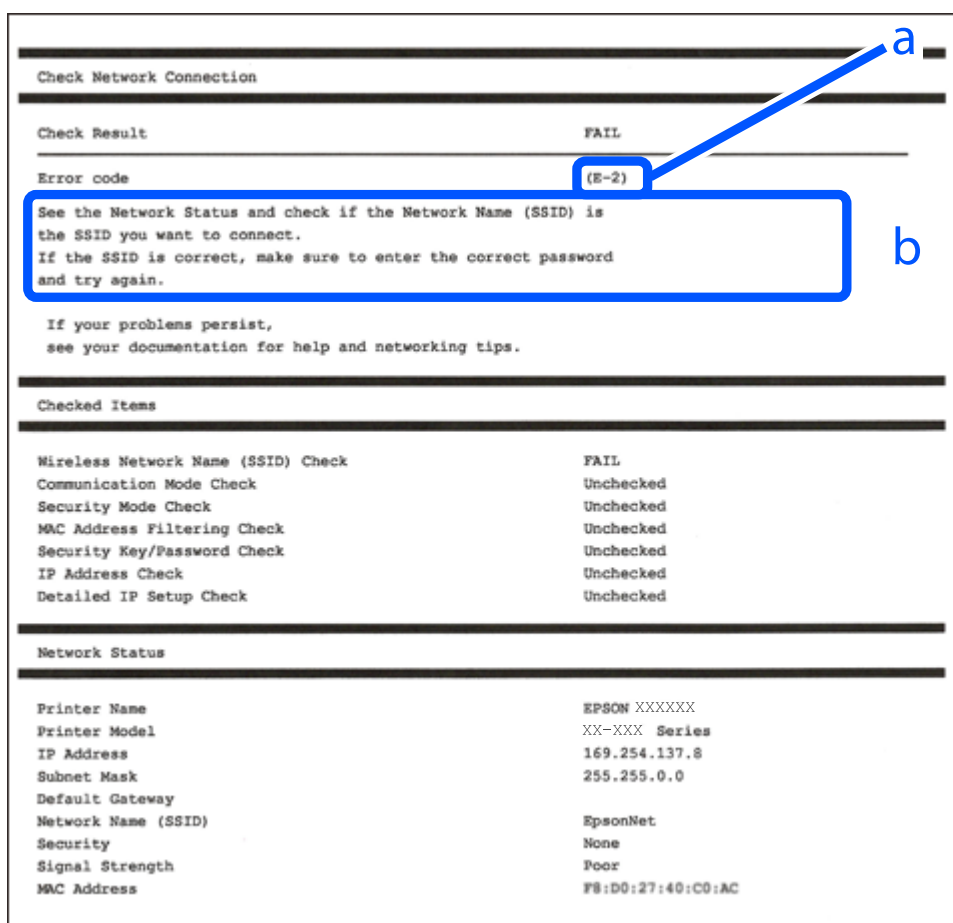 a
Check Network Connection
Check Result FAIL
Error code (E-2)
See the Network Status and check if the Network Name (SSID) is
the SSID you want to connect.
If the SSID is correct, make sure to enter the correct password
and try again.
b
If your problems persist,
see your documentation for help and networking tips.
Checked Items
Wireless Network Name (SSID) Check FAIL
Communication Mode Check Unchecked
Security Mode Check Unchecked
MAC Address Filtering Check Unchecked
Security Key/Password Check Unchecked
IP Address Check Unchecked
Detailed IP Setup Check Unchecked
Network Status
Printer Name EPSON XXXXXX
Printer Model XX-XXX Series
IP Address 169.254.137.8
Subnet Mask 255.255.0.0
Default Gateway
Network Name (SSID) EpsonNet
Security None
Signal Strength Poor
MAC Address F8:D0:27:40:C0:AC